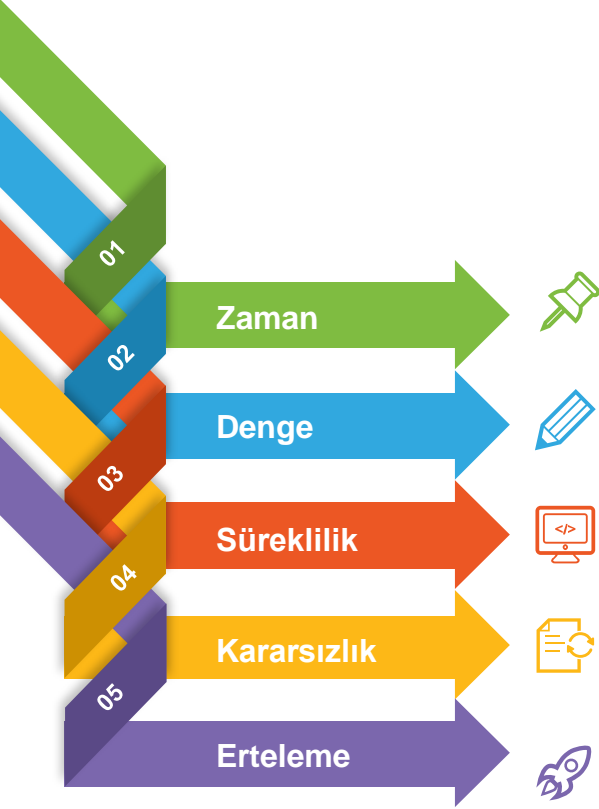 01
Zaman
02
Denge
03
Süreklilik
</>
04
Kararsızlık
05
Erteleme